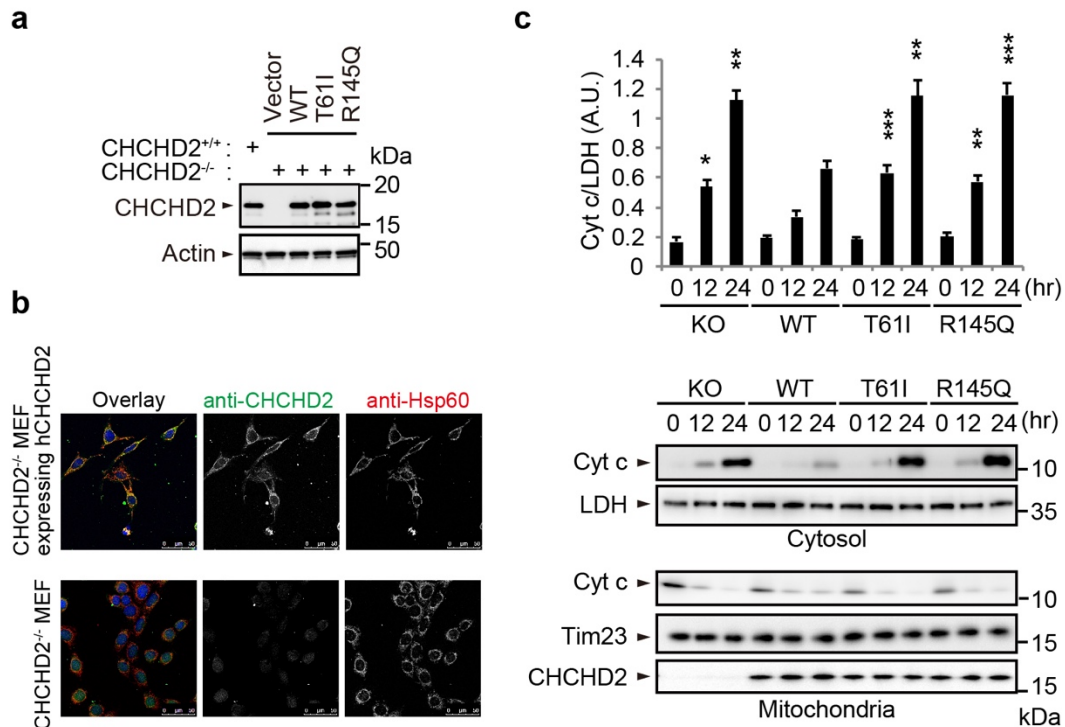 a
Vector
WT
T61I
R145Q
CHCHD2+/+ : +
CHCHD2-/- : + + + +
kDa
CHCHD2
20
15
Actin
50
b
Overlay
anti-CHCHD2
anti-Hsp60
CHCHD2-/- MEF
expressing hCHCHD2
CHCHD2-/- MEF
c
Cyt c/LDH (A.U.)
1.4
1.2
1
0.8
0.6
0.4
0.2
0
* ** *** ** ** ***
0 12 24 0 12 24 0 12 24 0 12 24 (hr)
KO WT T61I R145Q
KO WT T61I R145Q
0 12 24 0 12 24 0 12 24 0 12 24 (hr)
Cyt c
10
LDH
35
Cytosol
Cyt c
10
Tim23
15
CHCHD2
15
Mitochondria
kDa